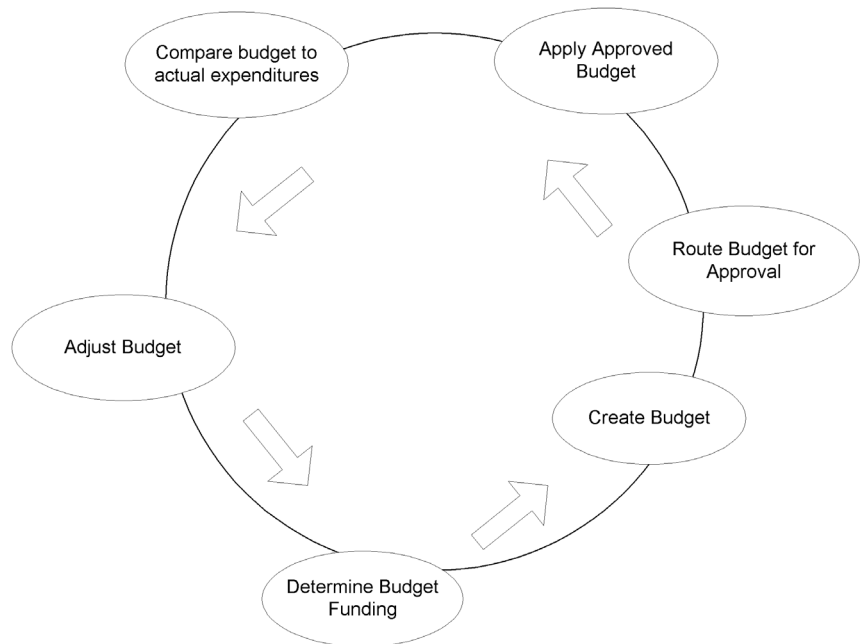 Compare budget to
actual expenditures
Apply Approved
Budget
Route Budget for
Approval
Adjust Budget
Create Budget
Determine Budget
Funding